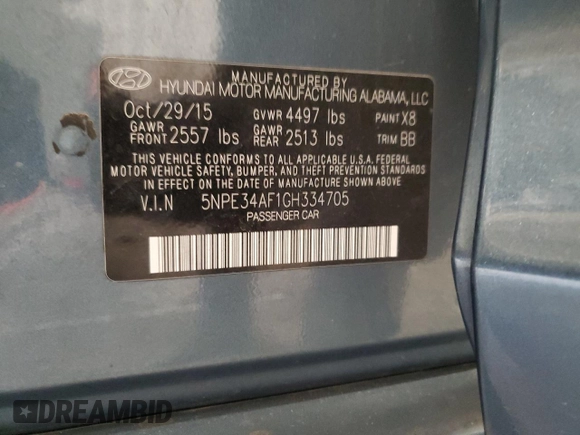 MANUFACTURED BY
HYUNDAI MOTOR MANUFACTURING ALABAMA, LLC
Oct/29/15 GVWR 4497 lbs PAINT X8
GAWR FRONT 2557 lbs GAWR REAR 2513 lbs TRIM BB
THIS VEHICLE CONFORMS TO ALL APPLICABLE U.S.A. FEDERAL
MOTOR VEHICLE SAFETY, BUMPER, AND THEFT PREVENTION STANDARDS
IN EFFECT ON THE DATE OF MANUFACTURE SHOWN ABOVE.
V.I.N 5NPE34AF1GH334705
PASSENGER CAR
DREAMBID